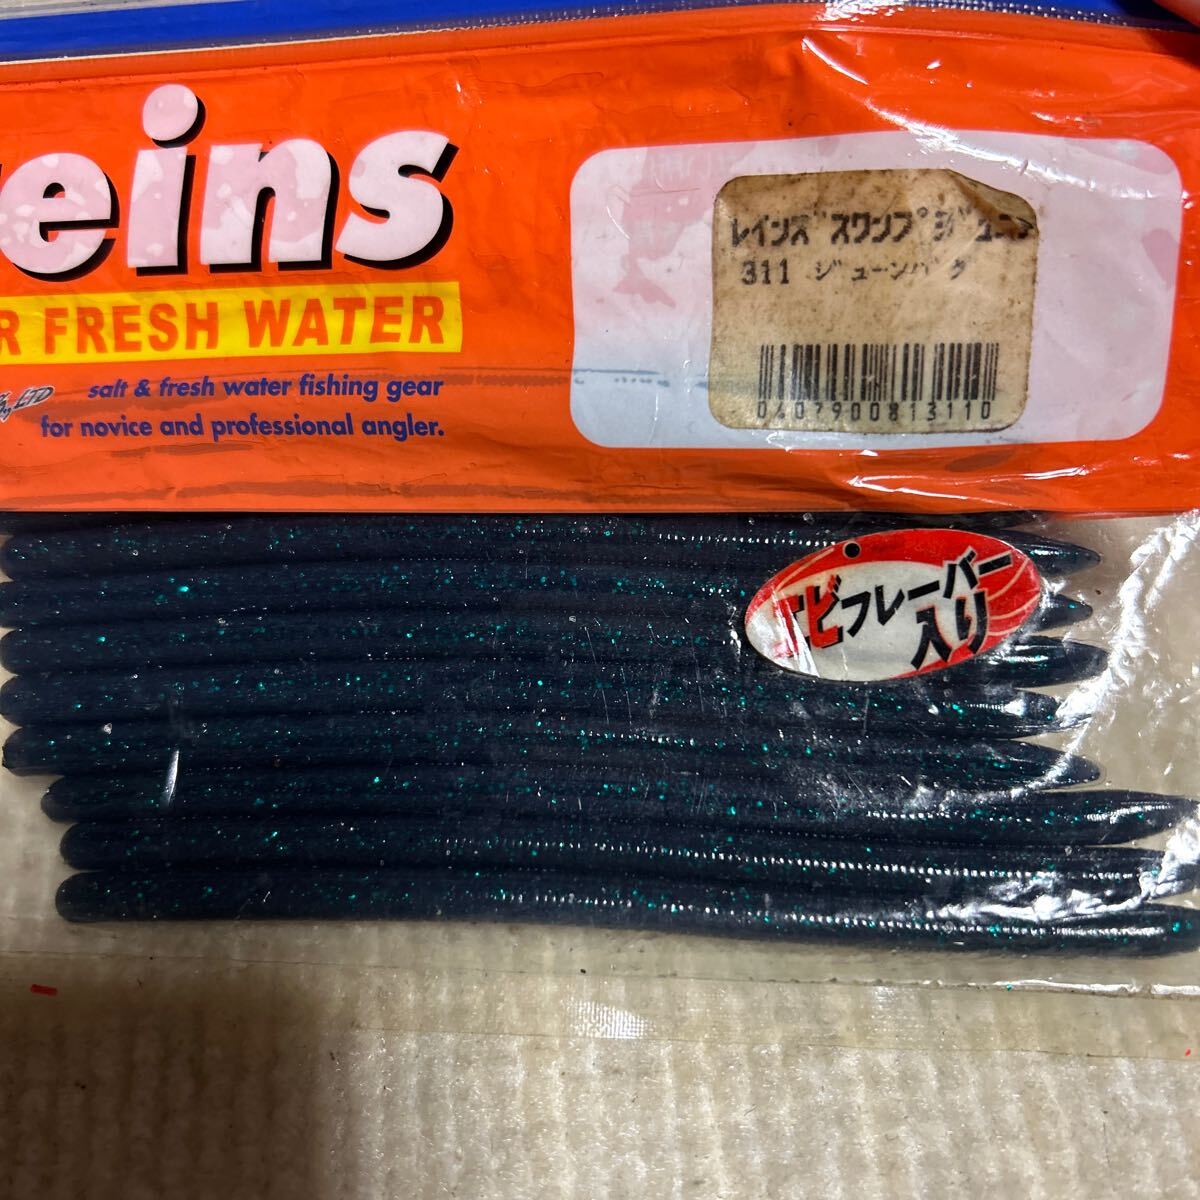 reins
R FRESH WATER
LTD
salt & fresh water fishing gear
for novice and professional angler.
レインズ スワンプ ジュニア
311 ジューンバグ
0407900813110
エビフレーバー
入り